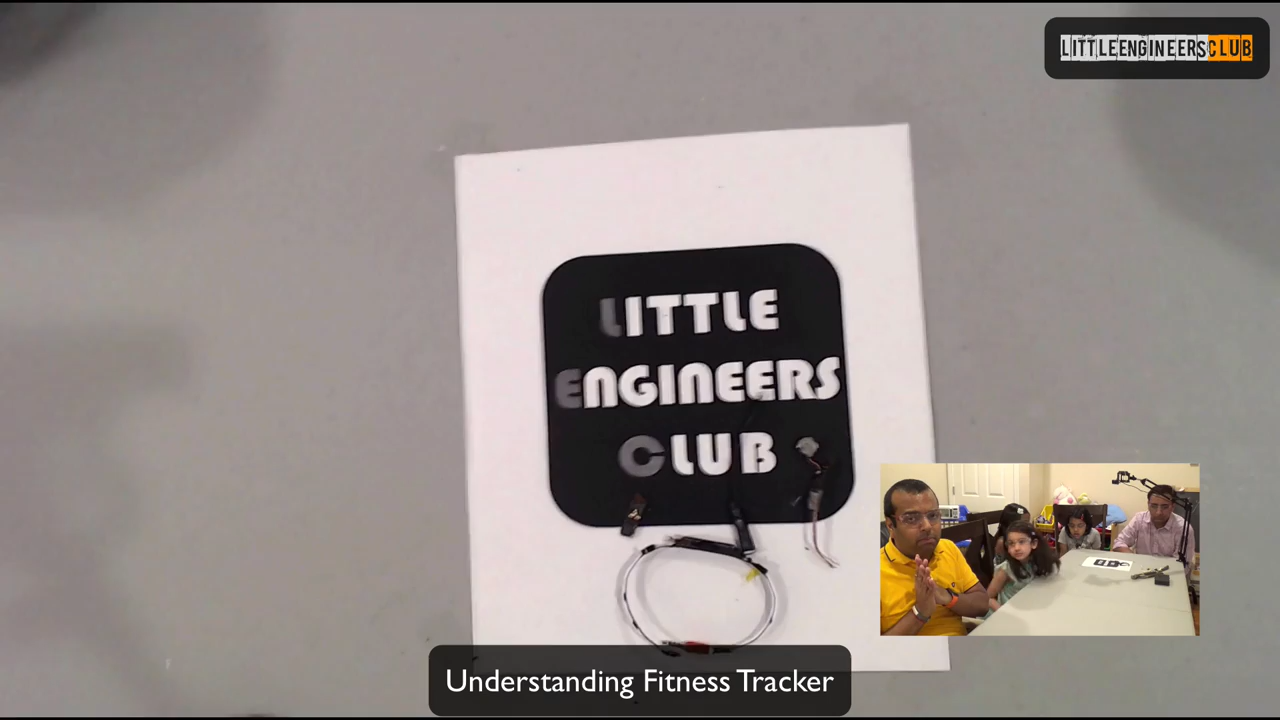 LITTLEENGINEERSCLUB
LITTLE
ENGINEERS
CLUB
Understanding Fitness Tracker